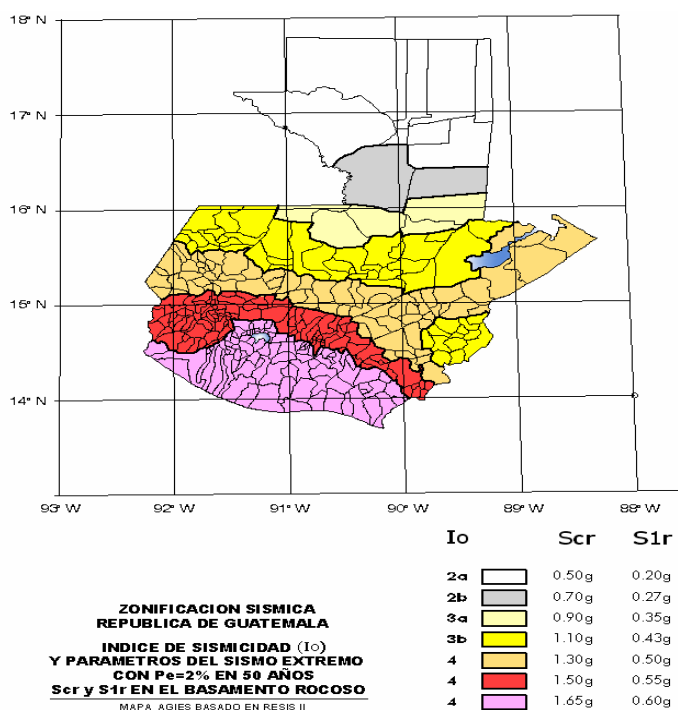 18° N
17° N
16° N
15° N
14° N
93° W
92° W
91° W
90° W
89° W
88° W
Io Scr S1r
2a 0.50g 0.20g
2b 0.70g 0.27g
3a 0.90g 0.35g
3b 1.10g 0.43g
4 1.30g 0.50g
4 1.50g 0.55g
4 1.65g 0.60g
ZONIFICACION SISMICA
REPUBLICA DE GUATEMALA
INDICE DE SISMICIDAD (Io)
Y PARAMETROS DEL SISMO EXTREMO
CON Pe=2% EN 50 AÑOS
Scr y S1r EN EL BASAMENTO ROCOSO
MAPA AGIES BASADO EN RESIS II